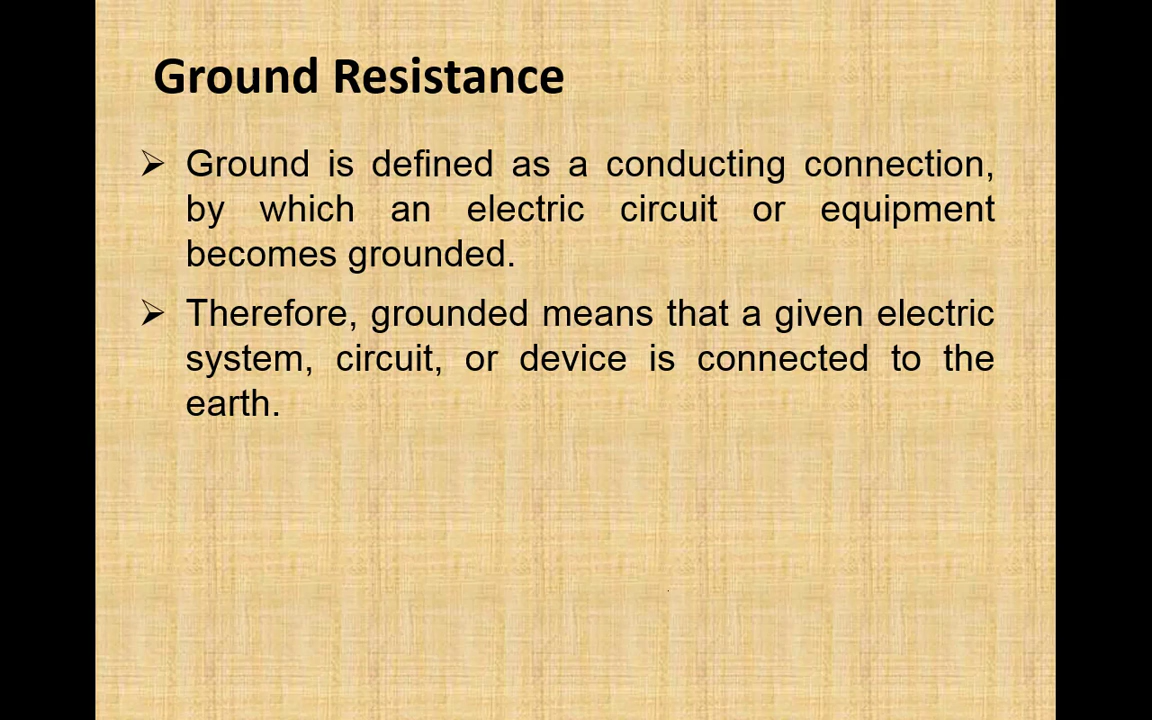 Ground Resistance
➢ Ground is defined as a conducting connection,
by which an electric circuit or equipment
becomes grounded.
➢ Therefore, grounded means that a given electric
system, circuit, or device is connected to the
earth.